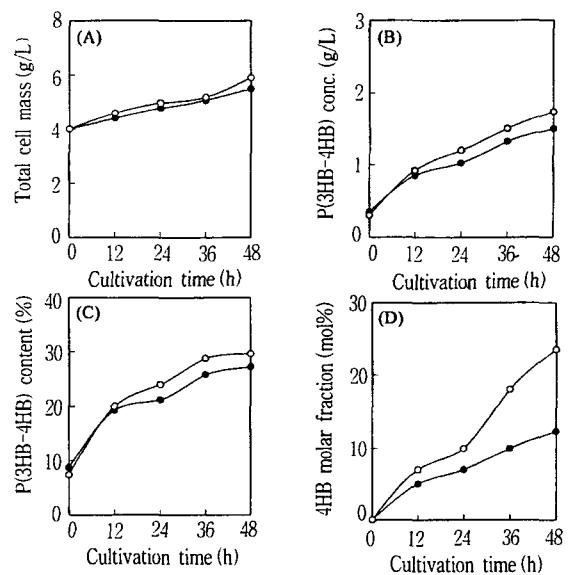 (A)
Total cell mass (g/L)
8
6
4
2
0
0 12 24 36 48
Cultivation time (h)
(B)
P(3HB-4HB) conc. (g/L)
3
2
1
0
0 12 24 36 48
Cultivation time (h)
(C)
P(3HB-4HB) content (%)
40
30
20
10
0
0 12 24 36 48
Cultivation time (h)
(D)
4HB molar fraction (mol%)
30
20
10
0
0 12 24 36 48
Cultivation time (h)